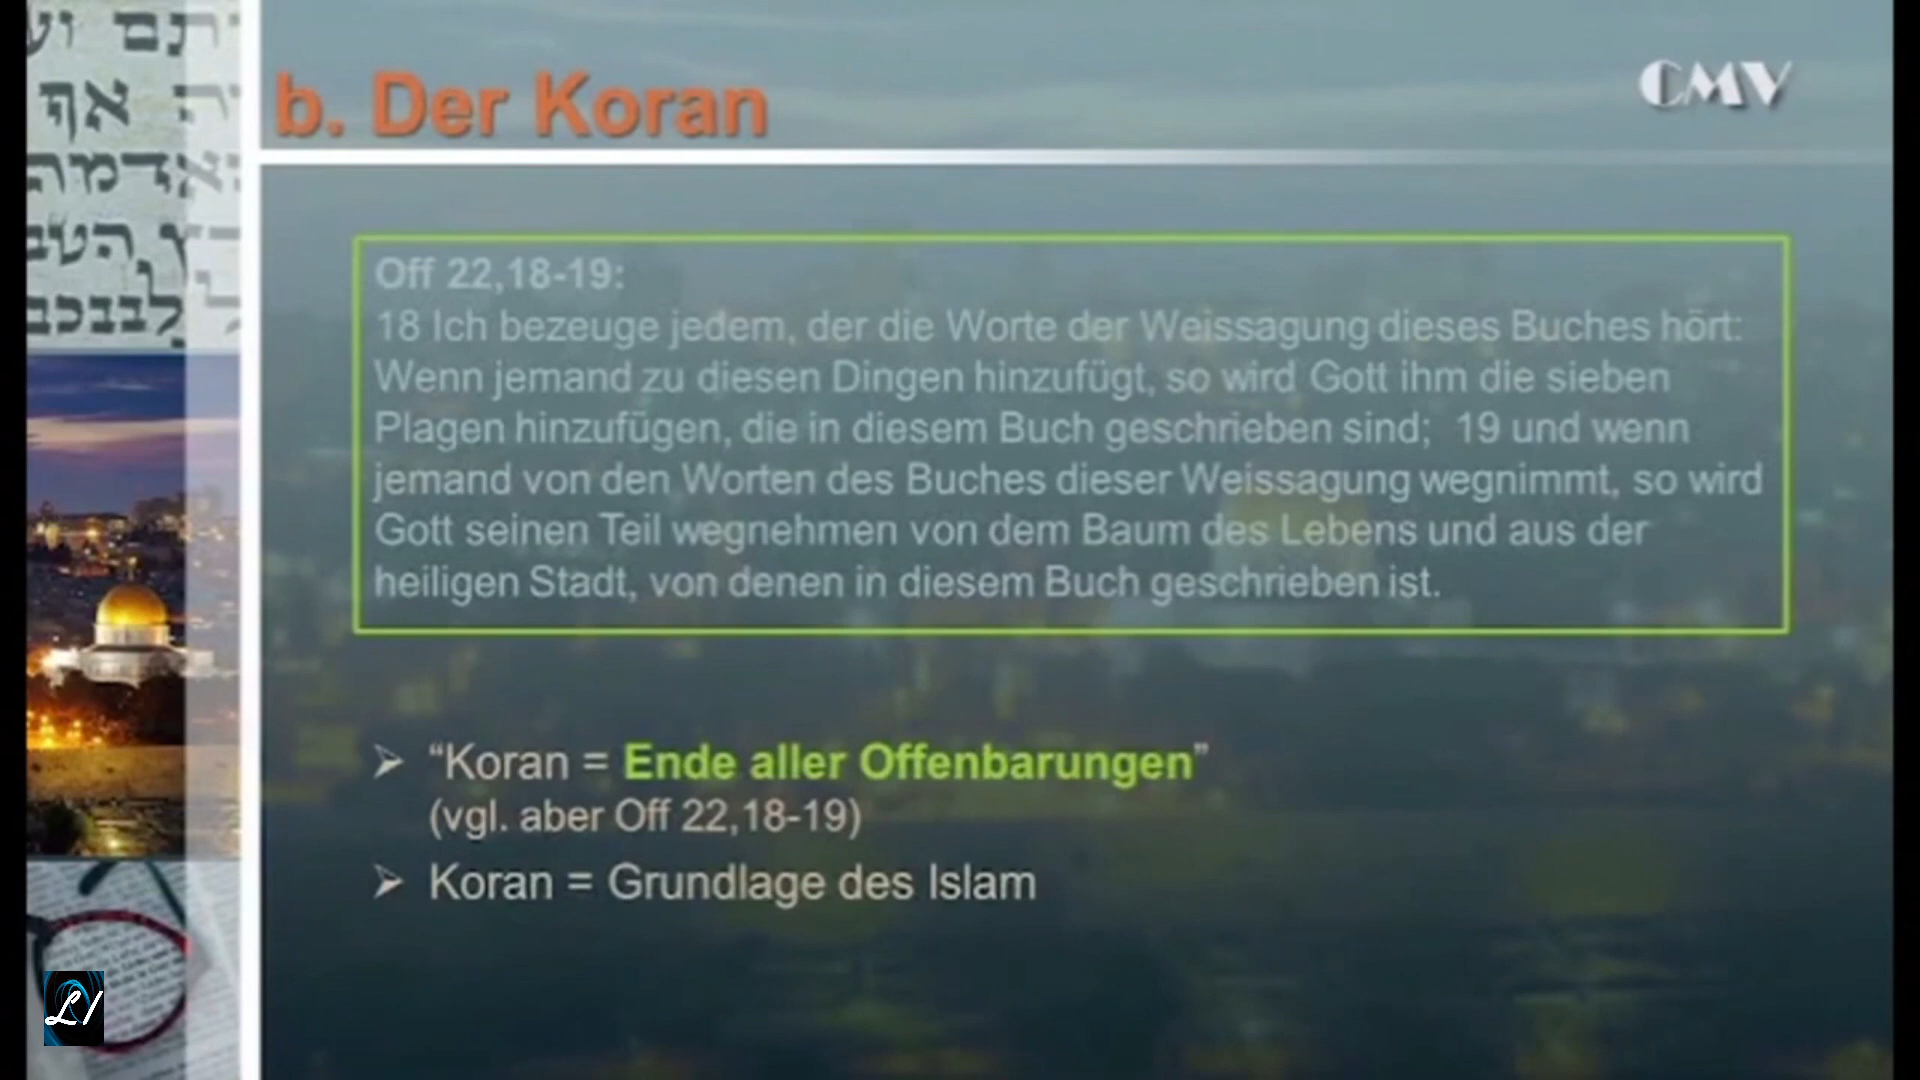 b. Der Koran
CMV
Off 22,18-19:
18 Ich bezeuge jedem, der die Worte der Weissagung dieses Buches hört:
Wenn jemand zu diesen Dingen hinzufügt, so wird Gott ihm die sieben
Plagen hinzufügen, die in diesem Buch geschrieben sind; 19 und wenn
jemand von den Worten des Buches dieser Weissagung wegnimmt, so wird
Gott seinen Teil wegnehmen von dem Baum des Lebens und aus der
heiligen Stadt, von denen in diesem Buch geschrieben ist.
➢ “Koran = Ende aller Offenbarungen”
(vgl. aber Off 22,18-19)
➢ Koran = Grundlage des Islam
אף
לבבכב